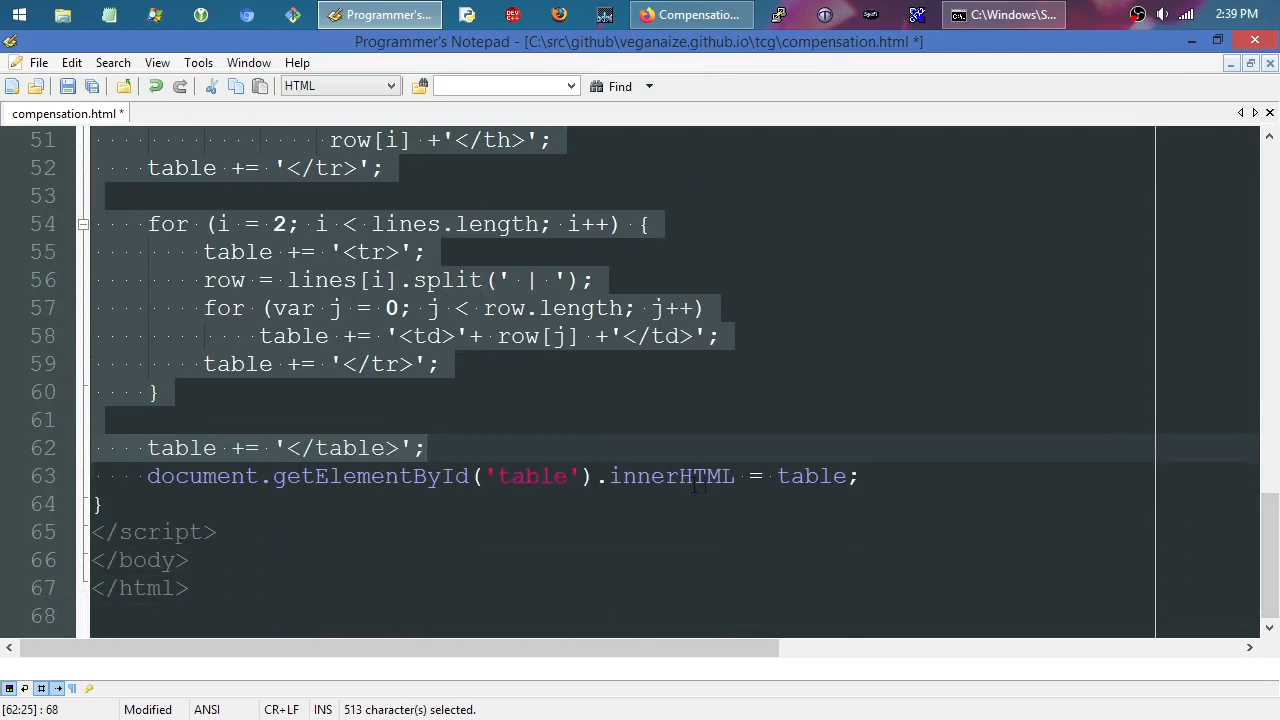 Programmer's...
Compensatio...
C:\Windows\S...
2:39 PM
Programmer's Notepad - [C:\src\github\veganaize.github.io\tcg\compensation.html *]
File Edit Search View Tools Window Help
HTML
Find
compensation.html *
51 row[i] +'</th>';
52 table += '</tr>';
53
54 for (i = 2; i < lines.length; i++) {
55 table += '<tr>';
56 row = lines[i].split(' | ');
57 for (var j = 0; j < row.length; j++)
58 table += '<td>'+ row[j] +'</td>';
59 table += '</tr>';
60 }
61
62 table += '</table>';
63 document.getElementById('table').innerHTML = table;
64 }
65 </script>
66 </body>
67 </html>
68
[62:25] : 68 Modified ANSI CR+LF INS 513 character(s) selected.